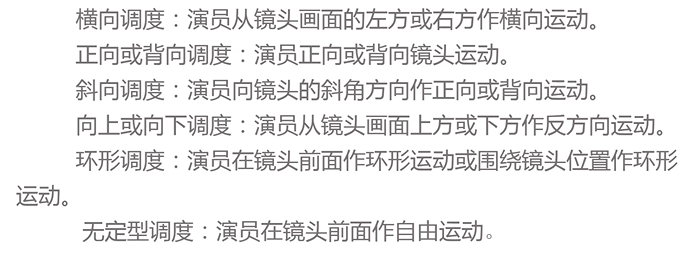 横向调度：演员从镜头画面的左方或右方作横向运动。
正向或背向调度：演员正向或背向镜头运动。
斜向调度：演员向镜头的斜角方向作正向或背向运动。
向上或向下调度：演员从镜头画面上方或下方作反方向运动。
环形调度：演员在镜头前面作环形运动或围绕镜头位置作环形
运动。
无定型调度：演员在镜头前面作自由运动。